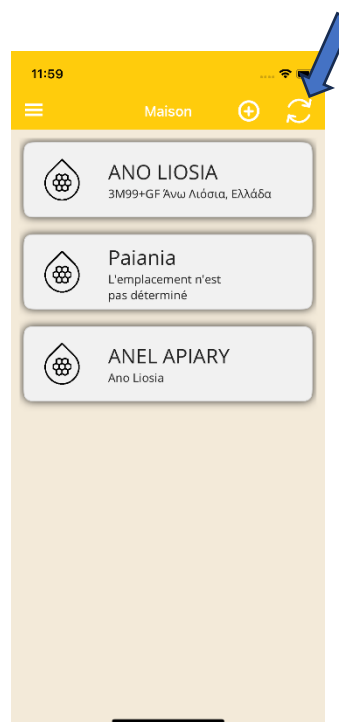 11:59
Maison
ANO LIOSIA
3M99+GF Άνω Λιόσια, Ελλάδα
Paiania
L'emplacement n'est
pas déterminé
ANEL APIARY
Ano Liosia